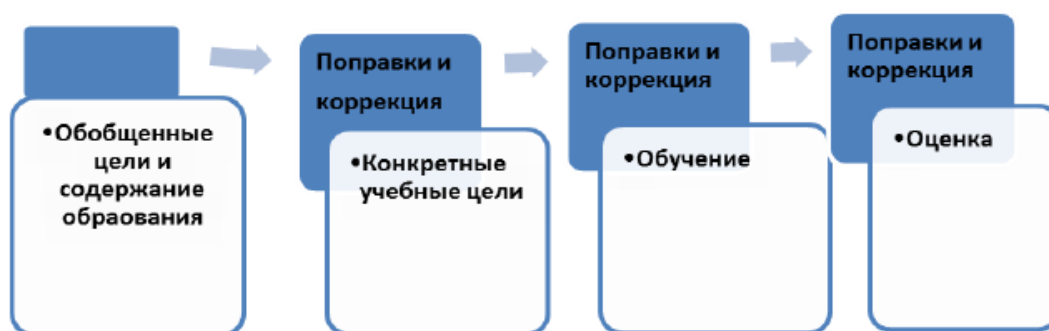 •Обобщенные
цели и
содержание
обраования
Поправки и
коррекция
•Конкретные
учебные цели
Поправки и
коррекция
•Обучение
Поправки и
коррекция
•Оценка